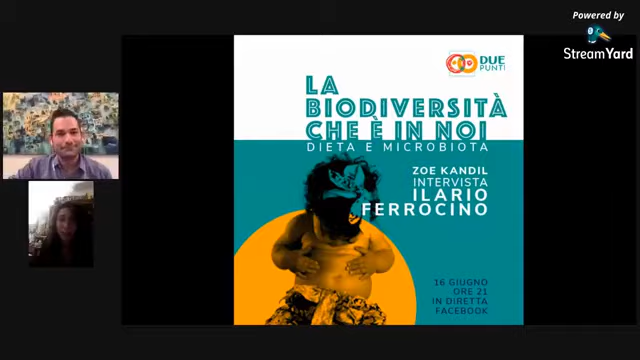 Powered by
StreamYard
DUE
PUNTI
LA
BIODIVERSITÀ
CHE È IN NOI
DIETA E MICROBIOTA
ZOE KANDIL
INTERVISTA
ILARIO
FERROCINO
16 GIUGNO
ORE 21
IN DIRETTA
FACEBOOK